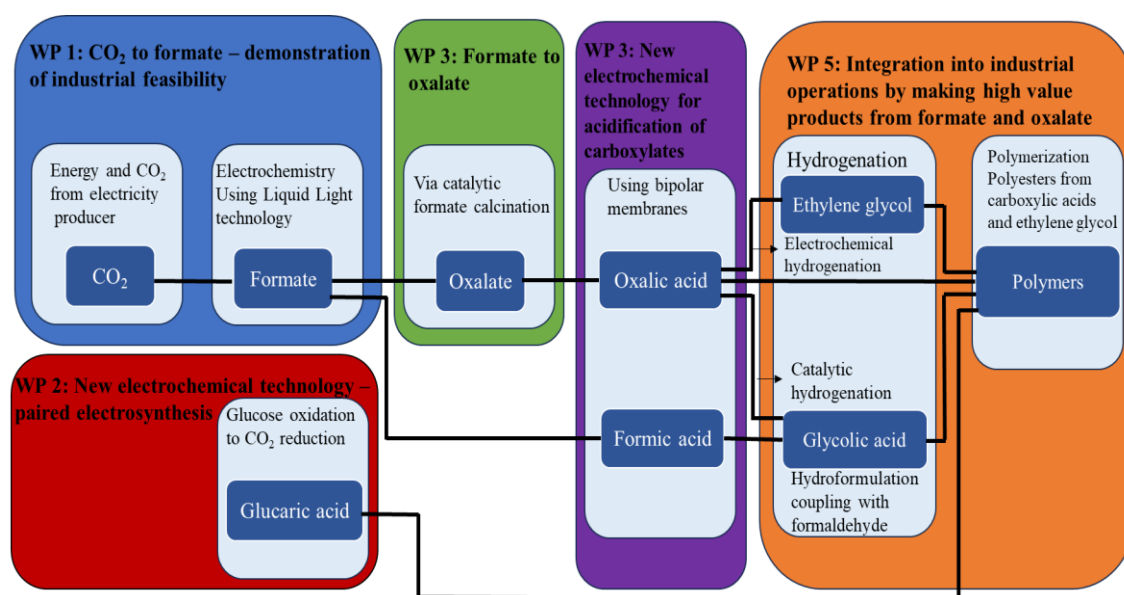 WP 1: CO₂ to formate – demonstration
of industrial feasibility
Energy and CO₂
from electricity
producer
CO₂
Electrochemistry
Using Liquid Light
technology
Formate
WP 3: Formate to
oxalate
Via catalytic
formate calcination
Oxalate
WP 3: New
electrochemical
technology for
acidification of
carboxylates
Using bipolar
membranes
Oxalic acid
Formic acid
WP 5: Integration into industrial
operations by making high value
products from formate and oxalate
Hydrogenation
Ethylene glycol
Electrochemical
hydrogenation
Catalytic
hydrogenation
Glycolic acid
Hydroformulation
coupling with
formaldehyde
Polymerization
Polyesters from
carboxylic acids
and ethylene glycol
Polymers
WP 2: New electrochemical technology –
paired electrosynthesis
Glucose oxidation
to CO₂ reduction
Glucaric acid